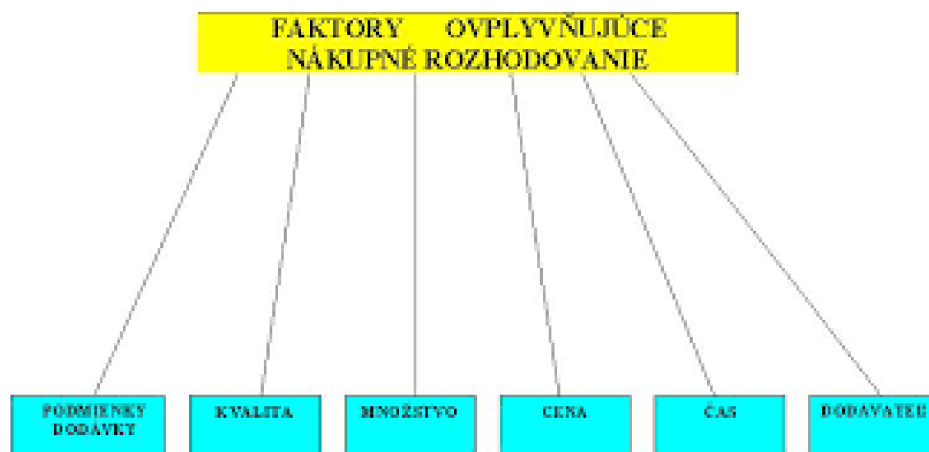 FAKTORY OVPLYVŇUJÚCE
NÁKUPNÉ ROZHODOVANIE
PODMIENKY
DODÁVKY
KVALITA
MNOŽSTVO
CENA
ČAS
DODÁVATEĽ